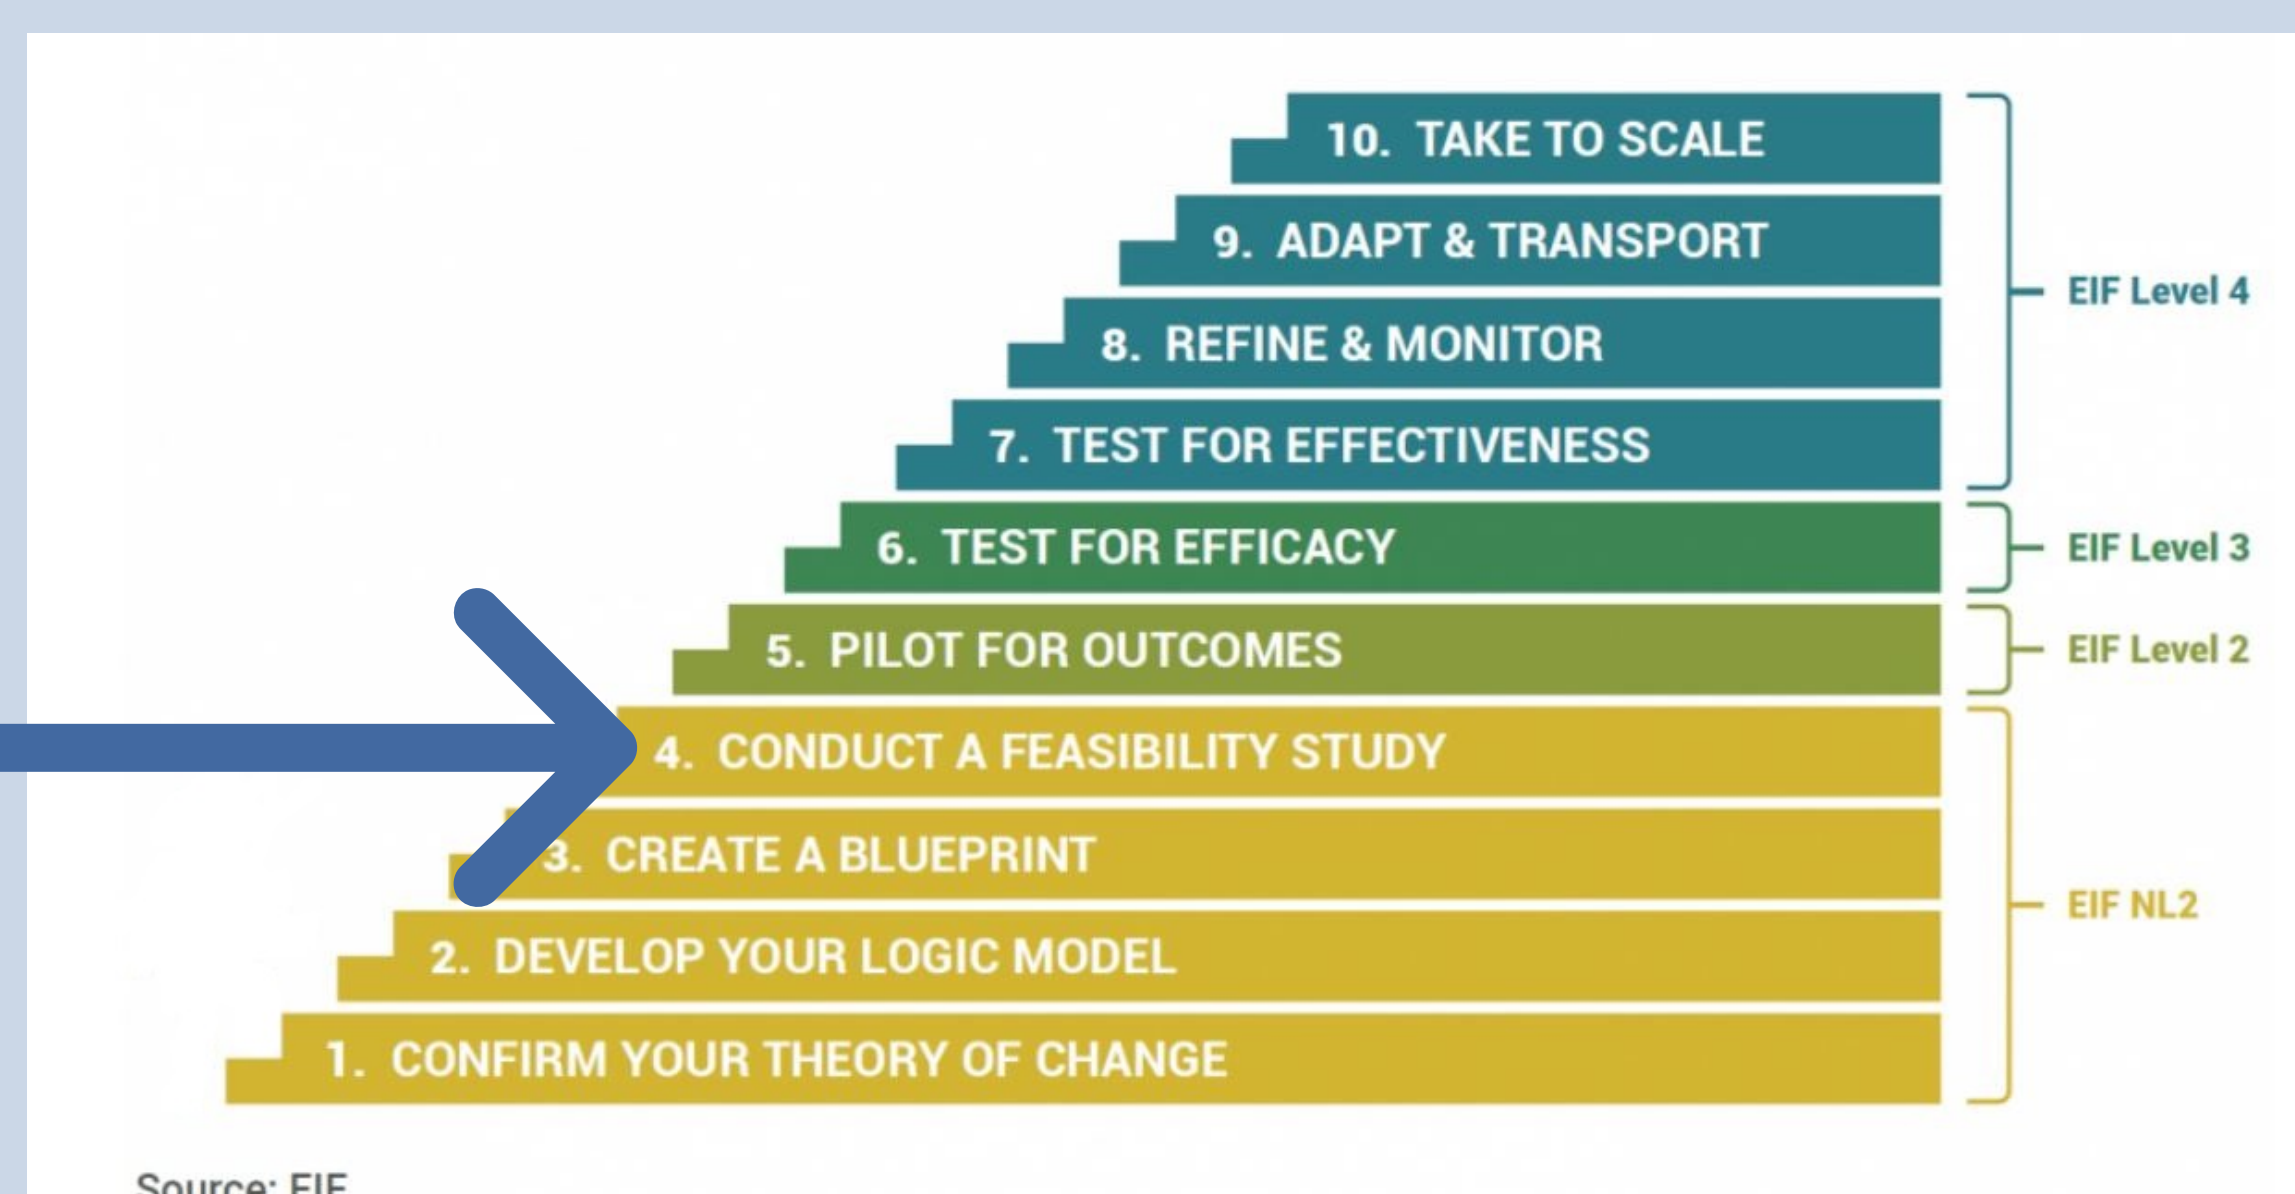 10. TAKE TO SCALE
9. ADAPT & TRANSPORT
EIF Level 4
8. REFINE & MONITOR
7. TEST FOR EFFECTIVENESS
6. TEST FOR EFFICACY
EIF Level 3
5. PILOT FOR OUTCOMES
EIF Level 2
4. CONDUCT A FEASIBILITY STUDY
3. CREATE A BLUEPRINT
EIF NL2
2. DEVELOP YOUR LOGIC MODEL
1. CONFIRM YOUR THEORY OF CHANGE
Source: EIF